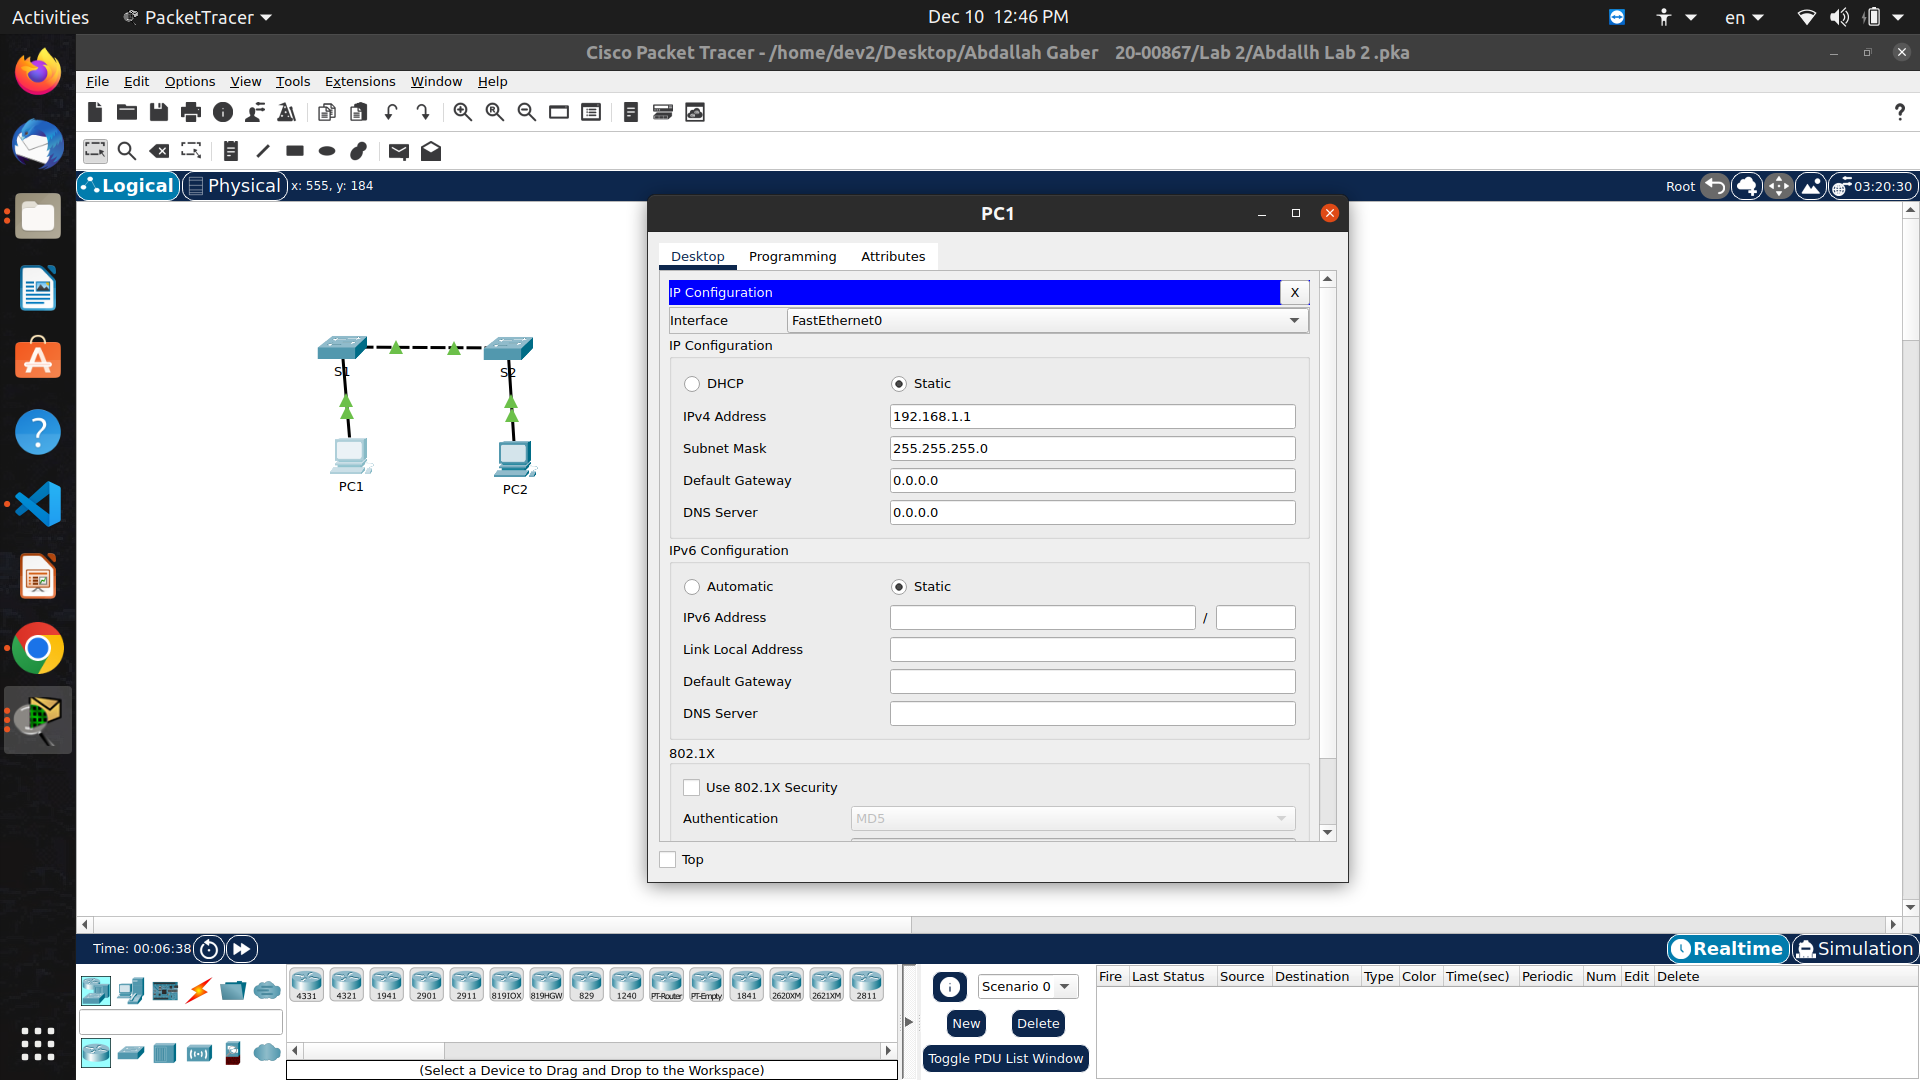 Activities PacketTracer Dec 10 12:46 PM en
Cisco Packet Tracer - /home/dev2/Desktop/Abdallah Gaber 20-00867/Lab 2/Abdallh Lab 2 .pka
File Edit Options View Tools Extensions Window Help
?
Logical Physical x: 555, y: 184 Root 03:20:30
PC1
Desktop Programming Attributes
IP Configuration X
Interface FastEthernet0
IP Configuration
DHCP Static
IPv4 Address 192.168.1.1
Subnet Mask 255.255.255.0
Default Gateway 0.0.0.0
DNS Server 0.0.0.0
IPv6 Configuration
Automatic Static
IPv6 Address /
Link Local Address
Default Gateway
DNS Server
802.1X
Use 802.1X Security
Authentication MD5
Top
S1 S2
PC1 PC2
Time: 00:06:38 Realtime Simulation
4331 4321 1941 2901 2911 819IOX 819HGW 829 1240 PT-Router PT-Empty 1841 2620XM 2621XM 2811
(Select a Device to Drag and Drop to the Workspace)
Scenario 0
New Delete
Toggle PDU List Window
Fire Last Status Source Destination Type Color Time(sec) Periodic Num Edit Delete